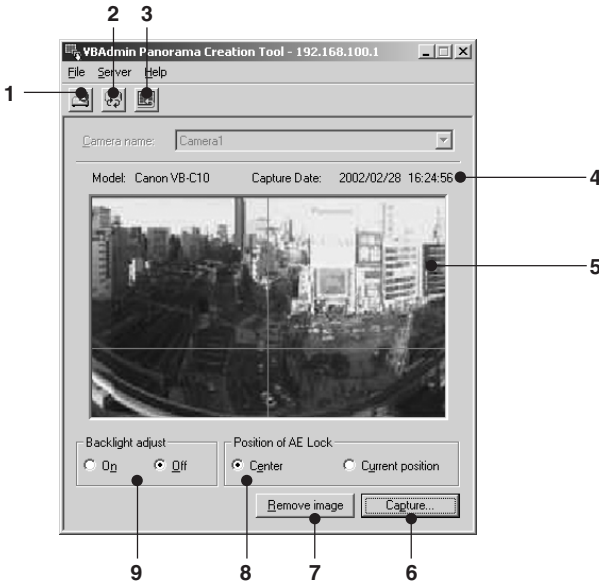 2 3
VBAdmin Panorama Creation Tool - 192.168.100.1
File Server Help
1
Camera name: Camera1
Model: Canon VB-C10 Capture Date: 2002/02/28 16:24:56 4
5
Backlight adjust Position of AE Lock
On Off Center Current position
Remove image Capture...
9 8 7 6